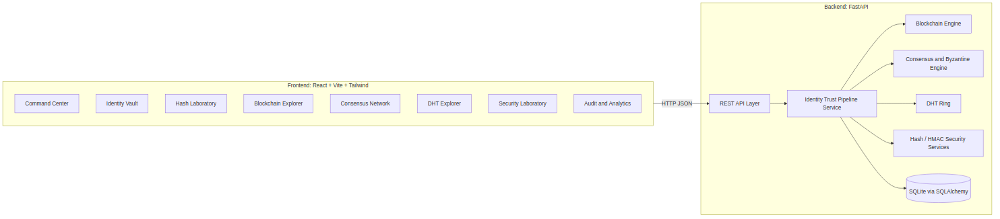 Frontend: React + Vite + Tailwind
Command Center
Identity Vault
Hash Laboratory
Blockchain Explorer
Consensus Network
DHT Explorer
Security Laboratory
Audit and Analytics
HTTP JSON
Backend: FastAPI
REST API Layer
Identity Trust Pipeline
Service
Blockchain Engine
Consensus and Byzantine
Engine
DHT Ring
Hash / HMAC Security
Services
SQLite via SQLAlchemy